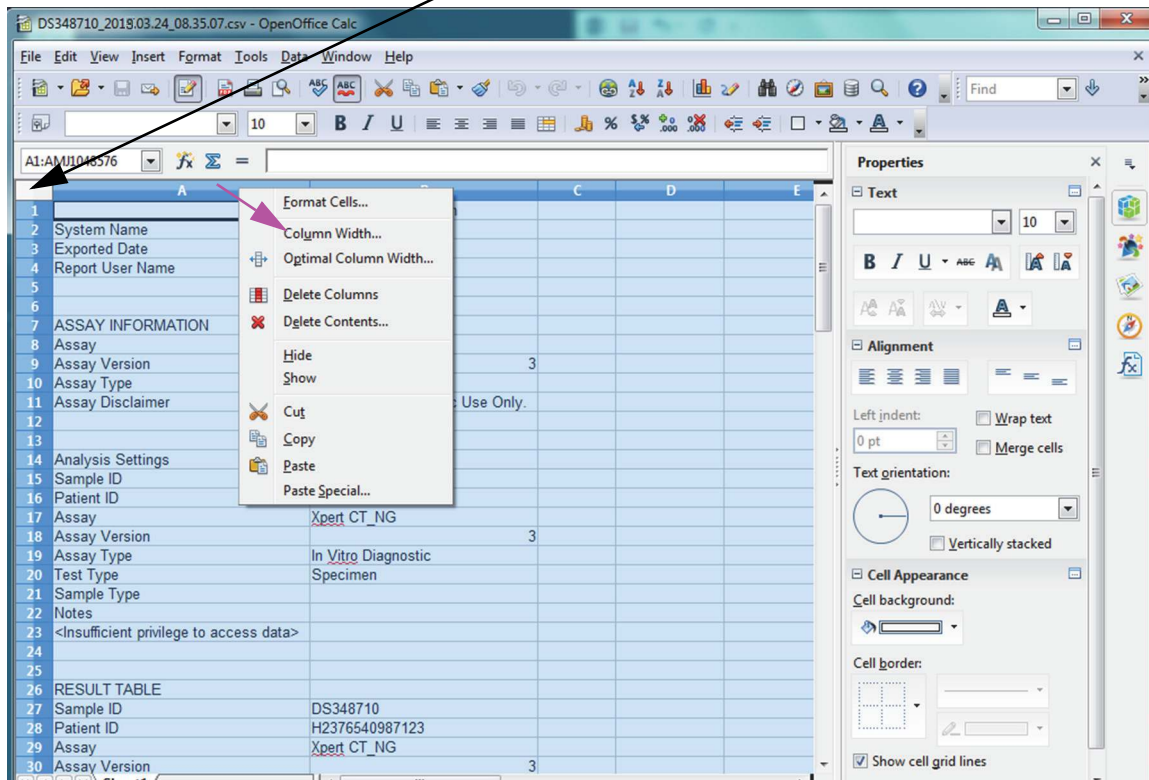 DS348710_2015.03.24_08.35.07.csv - OpenOffice Calc
File Edit View Insert Format Tools Data Window Help
Find
10
A1:AMJ1048576
A C D E
1
2 System Name
3 Exported Date
4 Report User Name
5
6
7 ASSAY INFORMATION
8 Assay
9 Assay Version 3
10 Assay Type
11 Assay Disclaimer Use Only.
12
13
14 Analysis Settings
15 Sample ID
16 Patient ID
17 Assay Xpert CT_NG
18 Assay Version 3
19 Assay Type In Vitro Diagnostic
20 Test Type Specimen
21 Sample Type
22 Notes
23 <Insufficient privilege to access data>
24
25
26 RESULT TABLE
27 Sample ID DS348710
28 Patient ID H2376540987123
29 Assay Xpert CT_NG
30 Assay Version 3
Format Cells...
Column Width...
Optimal Column Width...
Delete Columns
Delete Contents...
Hide
Show
Cut
Copy
Paste
Paste Special...
Properties
Text
10
B I U ABC
Alignment
Left indent: Wrap text
0 pt Merge cells
Text orientation:
0 degrees
Vertically stacked
Cell Appearance
Cell background:
Cell border:
Show cell grid lines